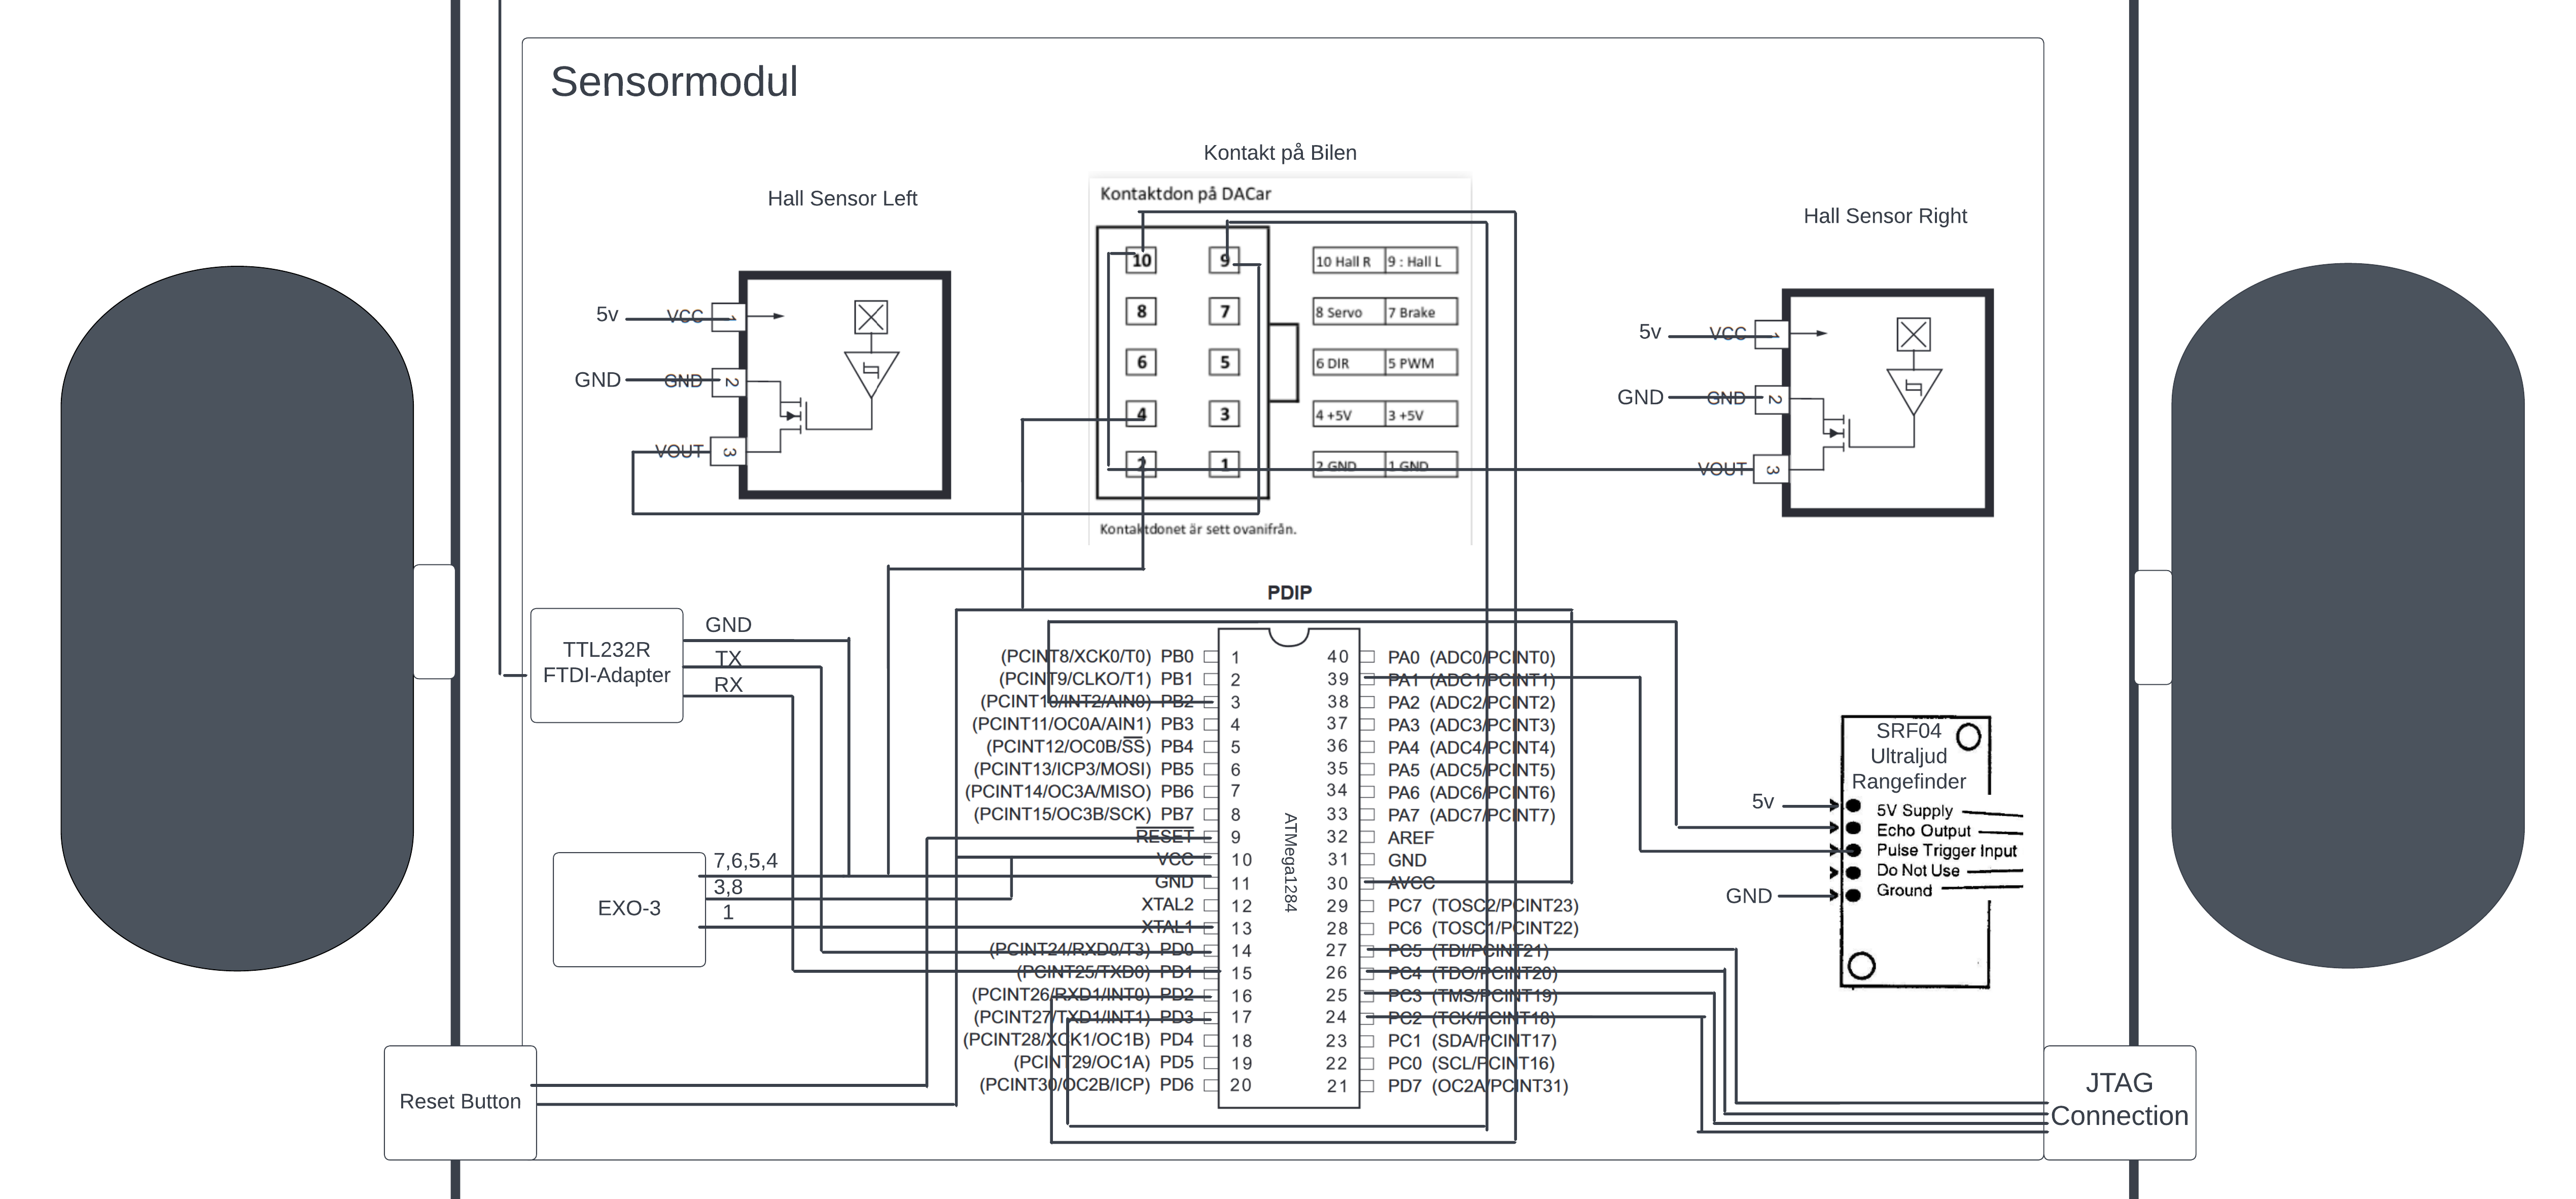 Sensormodul
Kontakt på Bilen
Hall Sensor Left
Hall Sensor Right
Kontaktdon på DACar
10 9 10 Hall R 9 : Hall L
8 7 8 Servo 7 Brake
6 5 6 DIR 5 PWM
4 3 4 +5V 3 +5V
2 1 2 GND 1 GND
Kontaktdonet är sett ovanifrån.
5v VCC 1
GND GND 2
VOUT 3
5v VCC 1
GND GND 2
VOUT 3
TTL232R
FTDI-Adapter
GND
TX
RX
EXO-3
7,6,5,4
3,8
1
Reset Button
PDIP
(PCINT8/XCK0/T0) PB0 1 40 PA0 (ADC0/PCINT0)
(PCINT9/CLKO/T1) PB1 2 39 PA1 (ADC1/PCINT1)
(PCINT10/INT2/AIN0) PB2 3 38 PA2 (ADC2/PCINT2)
(PCINT11/OC0A/AIN1) PB3 4 37 PA3 (ADC3/PCINT3)
(PCINT12/OC0B/SS) PB4 5 36 PA4 (ADC4/PCINT4)
(PCINT13/ICP3/MOSI) PB5 6 35 PA5 (ADC5/PCINT5)
(PCINT14/OC3A/MISO) PB6 7 34 PA6 (ADC6/PCINT6)
(PCINT15/OC3B/SCK) PB7 8 33 PA7 (ADC7/PCINT7)
RESET 9 32 AREF
VCC 10 31 GND
GND 11 30 AVCC
XTAL2 12 29 PC7 (TOSC2/PCINT23)
XTAL1 13 28 PC6 (TOSC1/PCINT22)
(PCINT24/RXD0/T3) PD0 14 27 PC5 (TDI/PCINT21)
(PCINT25/TXD0) PD1 15 26 PC4 (TDO/PCINT20)
(PCINT26/RXD1/INT0) PD2 16 25 PC3 (TMS/PCINT19)
(PCINT27/TXD1/INT1) PD3 17 24 PC2 (TCK/PCINT18)
(PCINT28/XCK1/OC1B) PD4 18 23 PC1 (SDA/PCINT17)
(PCINT29/OC1A) PD5 19 22 PC0 (SCL/PCINT16)
(PCINT30/OC2B/ICP) PD6 20 21 PD7 (OC2A/PCINT31)
ATMega1284
SRF04
Ultraljud
Rangefinder
5v 5V Supply
Echo Output
Pulse Trigger Input
Do Not Use
GND Ground
JTAG
Connection